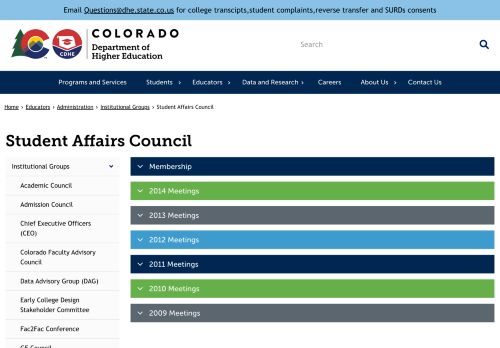 Email Questions@dhe.state.co.us for college transcipts,student complaints,reverse transfer and SURDs consents
CDHE
COLORADO
Department of
Higher Education
Search
Programs and Services Students Educators Data and Research Careers About Us Contact Us
Home > Educators > Administration > Institutional Groups > Student Affairs Council
Student Affairs Council
Institutional Groups
Academic Council
Admission Council
Chief Executive Officers
(CEO)
Colorado Faculty Advisory
Council
Data Advisory Group (DAG)
Early College Design
Stakeholder Committee
Fac2Fac Conference
GE Council
Membership
2014 Meetings
2013 Meetings
2012 Meetings
2011 Meetings
2010 Meetings
2009 Meetings